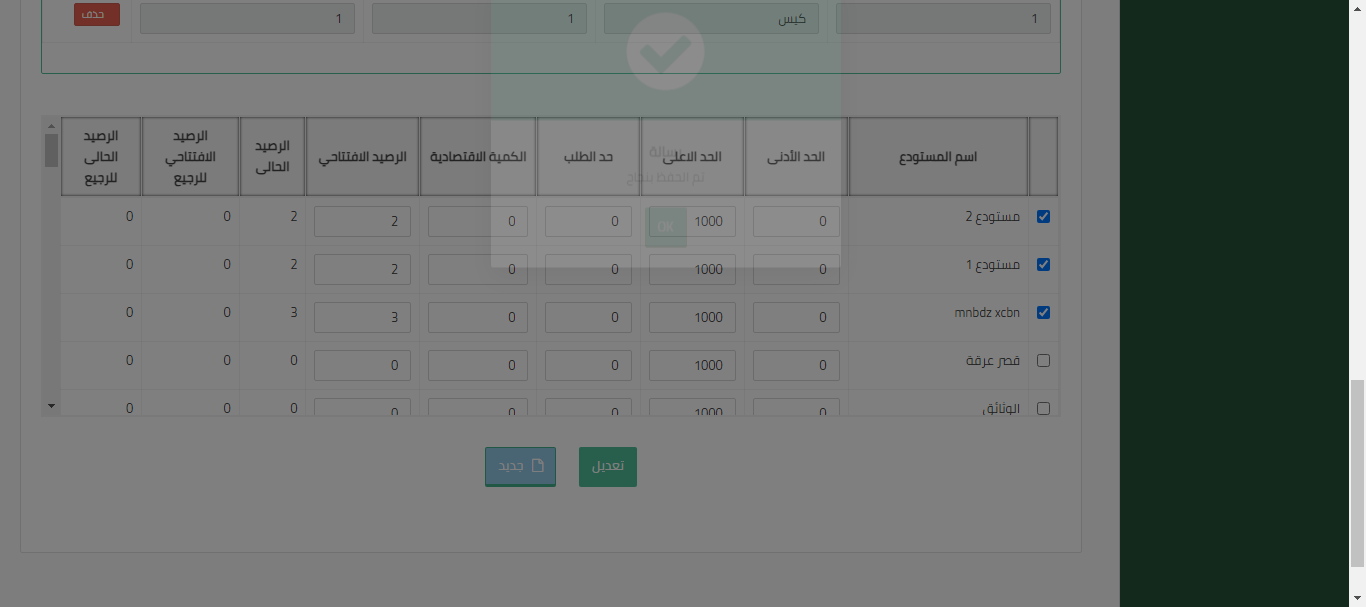 1 كيس 1 1 حذف
اسم المستودع الحد الأدنى الحد الاعلى حد الطلب الكمية الاقتصادية الرصيد الافتتاحي الرصيد الحالى الرصيد الافتتاحي للرجيع الرصيد الحالى للرجيع
رسالة
تم الحفظ بنجاح
OK
مستودع 2 0 1000 0 0 2 2 0 0
مستودع 1 0 1000 0 0 2 2 0 0
mnbdz xcbn 0 1000 0 0 3 3 0 0
قصر عرقة 0 1000 0 0 0 0 0 0
الوثائق 0 1000 0 0 0 0 0 0
تعديل
جديد